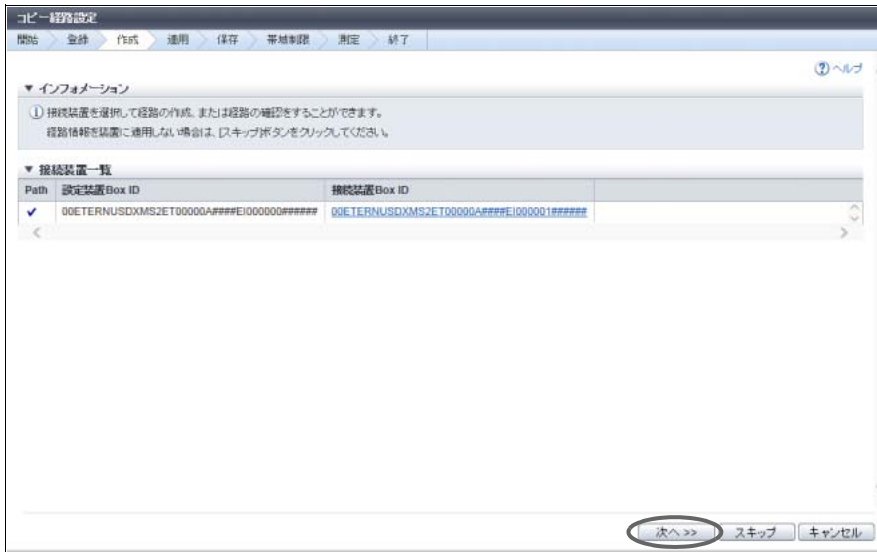 コピー経路設定
開始 登録 作成 適用 保存 帯域制限 測定 終了
ヘルプ
▼ インフォメーション
接続装置を選択して経路の作成、または経路の確認をすることができます。
経路情報を装置に適用しない場合は、[スキップ]ボタンをクリックしてください。
▼ 接続装置一覧
Path 設定装置Box ID 接続装置Box ID
00ETERNUSDXMS2ET00000A####EI000000###### 00ETERNUSDXMS2ET00000A####EI000001######
次へ >> スキップ キャンセル